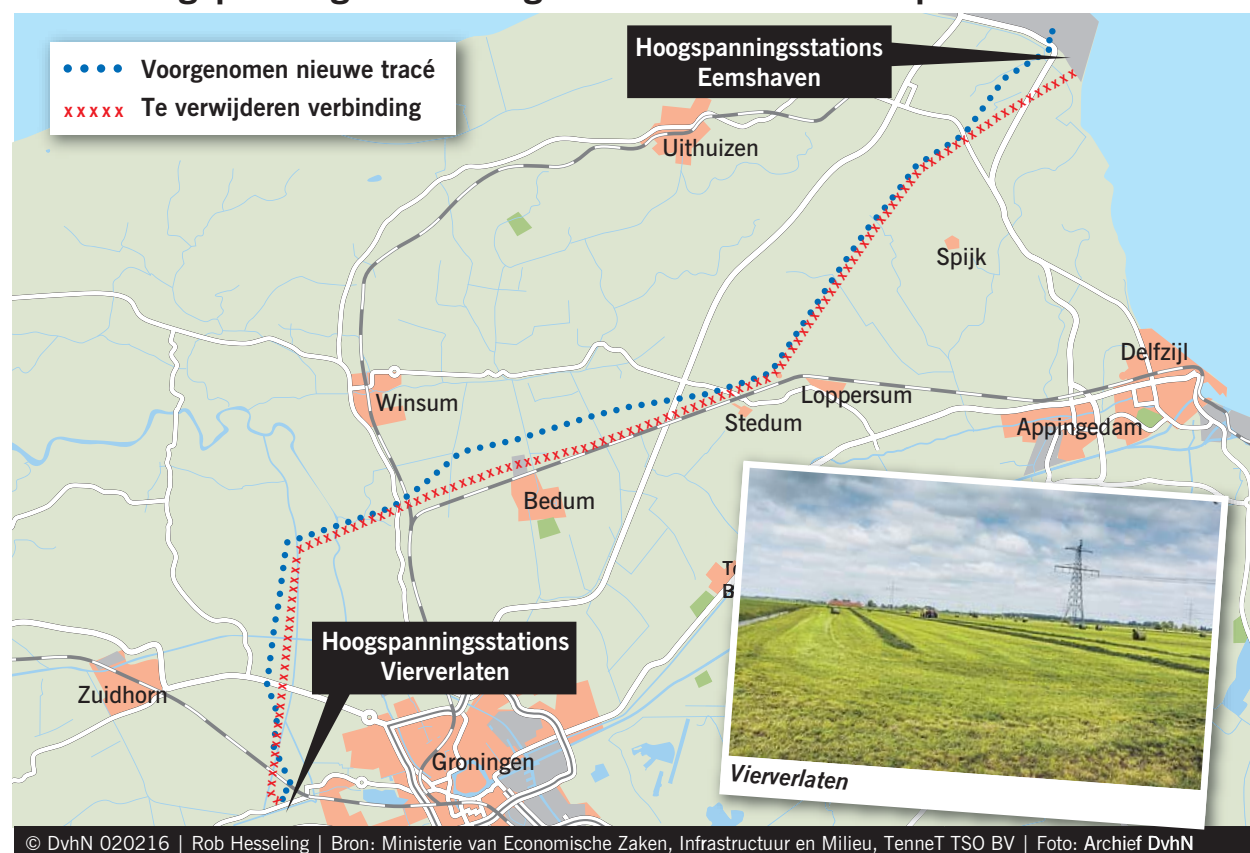 Voorgenomen nieuwe tracé
xxxxx Te verwijderen verbinding
Hoogspanningsstations
Eemshaven
Uithuizen
Spijk
Delfzijl
Winsum
Loppersum
Stedum
Appingedam
Bedum
Hoogspanningsstations
Vierverlaten
Zuidhorn
Groningen
Vierverlaten
© DvhN 020216 | Rob Hesseling | Bron: Ministerie van Economische Zaken, Infrastructuur en Milieu, TenneT TSO BV | Foto: Archief DvhN